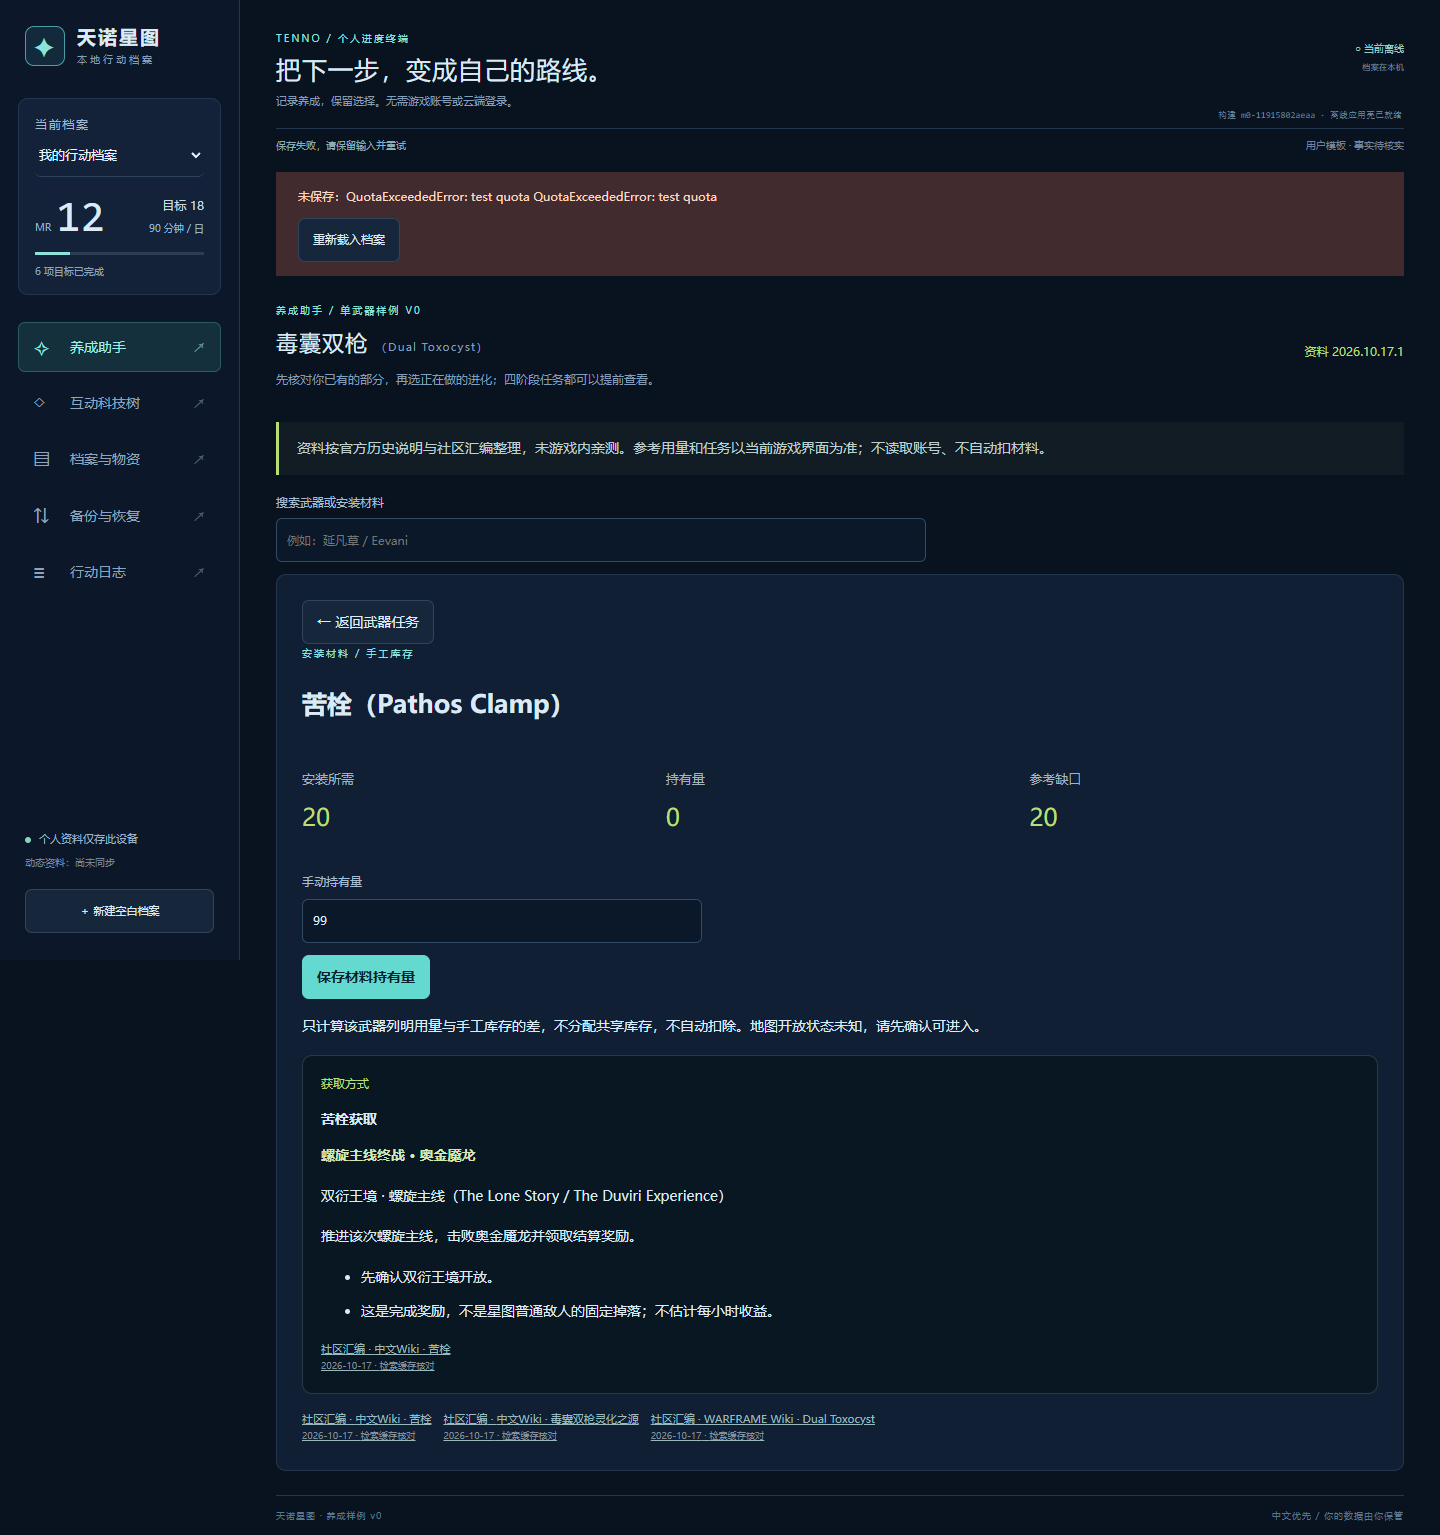 天诺星图
本地行动档案
当前档案
我的行动档案
MR 12
目标 18
90 分钟 / 日
6 项目标已完成
养成助手
互动科技树
档案与物资
备份与恢复
行动日志
个人资料仅存此设备
动态资料：尚未同步
+ 新建空白档案
TENNO / 个人进度终端
把下一步，变成自己的路线。
记录养成，保留选择。无需游戏账号或云端登录。
当前离线
档案在本机
构建 m0-11915802aeaa · 离线应用壳已就绪
保存失败，请保留输入并重试
用户模板 · 事实待核实
未保存：QuotaExceededError: test quota QuotaExceededError: test quota
重新载入档案
养成助手 / 单武器样例 V0
毒囊双枪 （Dual Toxocyst）
资料 2026.10.17.1
先核对你已有的部分，再选正在做的进化；四阶段任务都可以提前查看。
资料按官方历史说明与社区汇编整理，未游戏内亲测。参考用量和任务以当前游戏界面为准；不读取账号、不自动扣材料。
搜索武器或安装材料
例如：延凡草 / Eevani
← 返回武器任务
安装材料 / 手工库存
苦栓（Pathos Clamp）
安装所需
20
持有量
0
参考缺口
20
手动持有量
99
保存材料持有量
只计算该武器列明用量与手工库存的差，不分配共享库存，不自动扣除。地图开放状态未知，请先确认可进入。
获取方式
苦栓获取
螺旋主线终战 • 奥金魇龙
双衍王境 · 螺旋主线（The Lone Story / The Duviri Experience）
推进该次螺旋主线，击败奥金魇龙并领取结算奖励。
• 先确认双衍王境开放。
• 这是完成奖励，不是星图普通敌人的固定掉落；不估计每小时收益。
社区汇编 · 中文Wiki · 苦栓
2026-10-17 · 检索缓存核对
社区汇编 · 中文Wiki · 苦栓
2026-10-17 · 检索缓存核对
社区汇编 · 中文Wiki · 毒囊双枪灵化之源
2026-10-17 · 检索缓存核对
社区汇编 · WARFRAME Wiki · Dual Toxocyst
2026-10-17 · 检索缓存核对
天诺星图 · 养成样例 v0
中文优先 / 你的数据由你保管